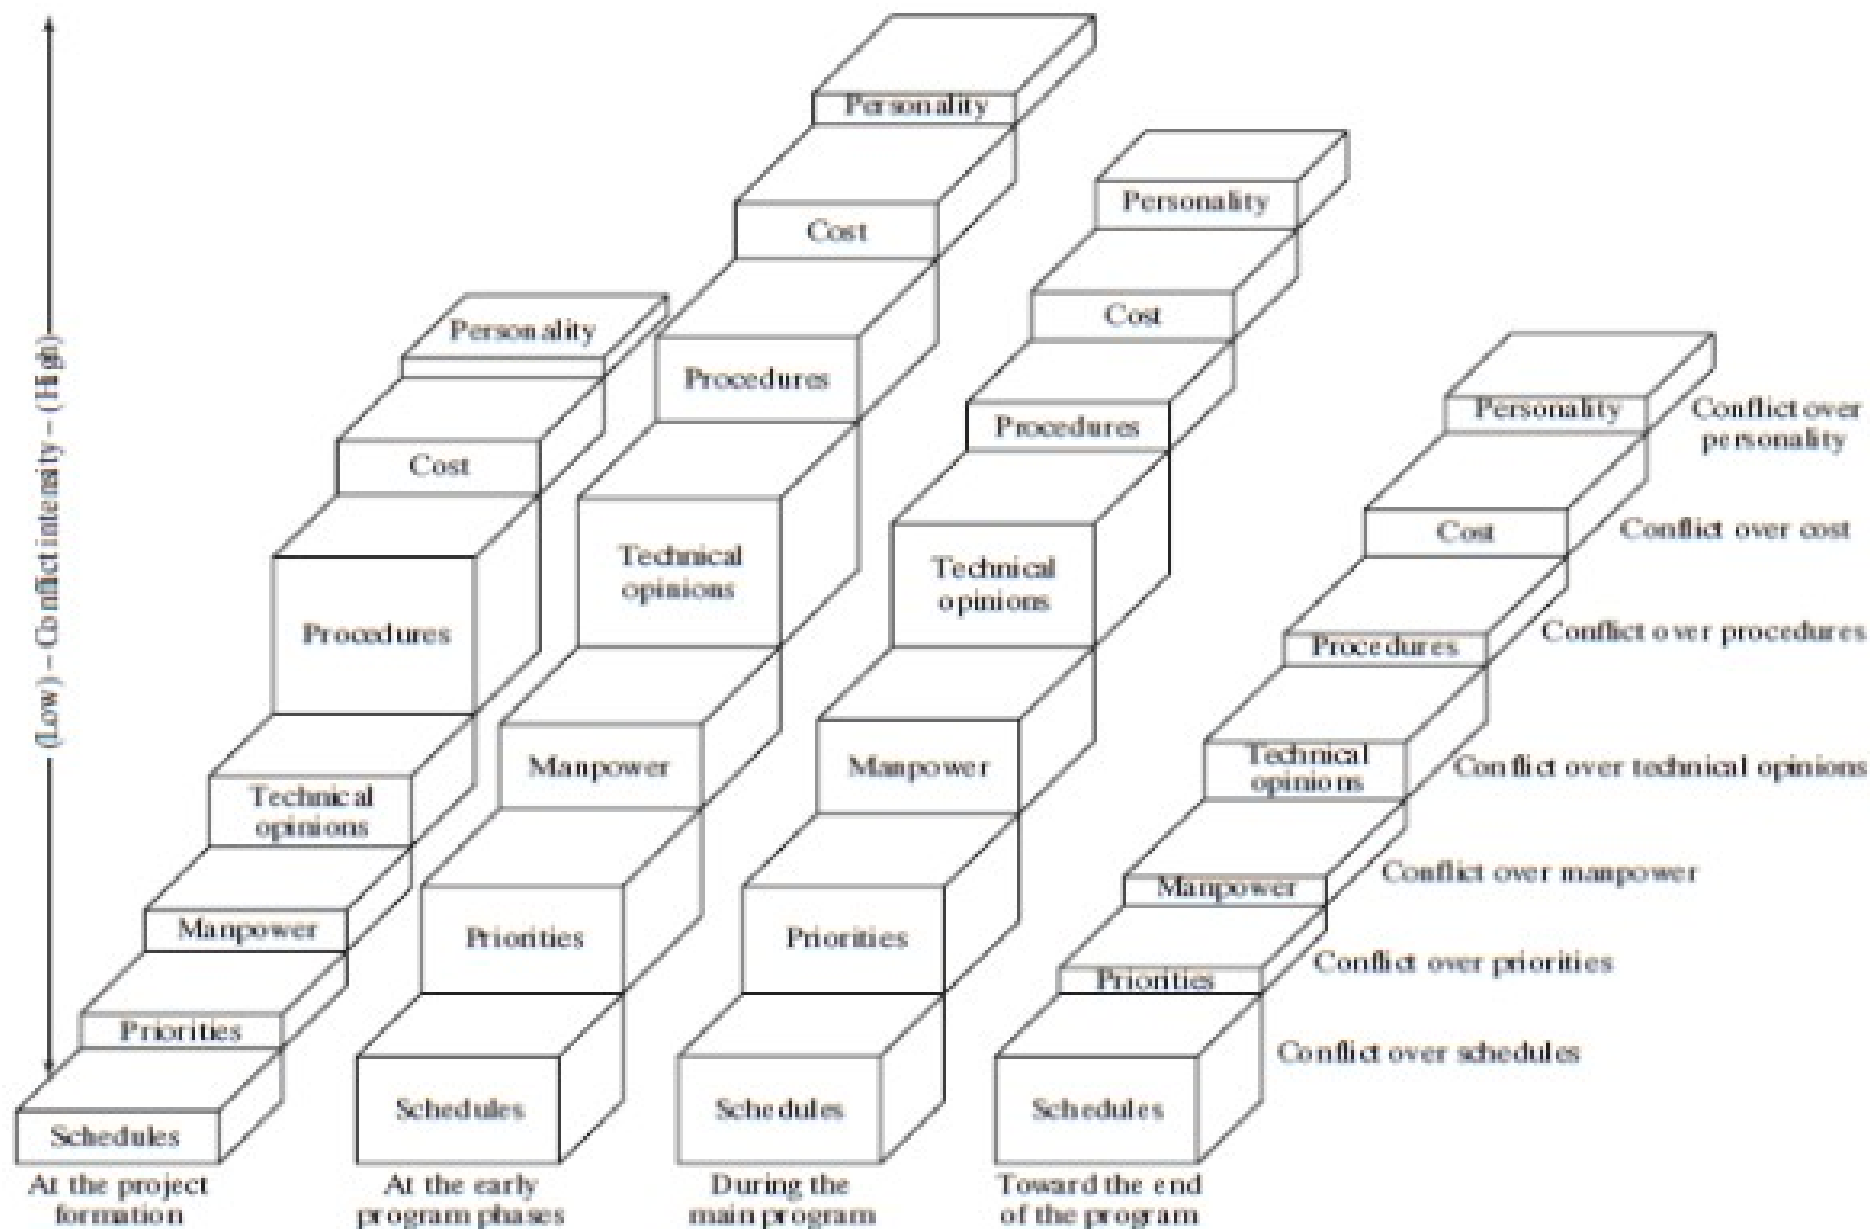 (Low) – Conflict intensity – (High)
Personality
Cost
Procedures
Technical
opinions
Manpower
Priorities
Schedules
At the project
formation
Personality
Cost
Procedures
Technical
opinions
Manpower
Priorities
Schedules
At the early
program phases
Personality
Cost
Procedures
Technical
opinions
Manpower
Priorities
Schedules
During the
main program
Personality
Cost
Procedures
Technical
opinions
Manpower
Priorities
Schedules
Toward the end
of the program
Conflict over
personality
Conflict over cost
Conflict over procedures
Conflict over technical opinions
Conflict over manpower
Conflict over priorities
Conflict over schedules